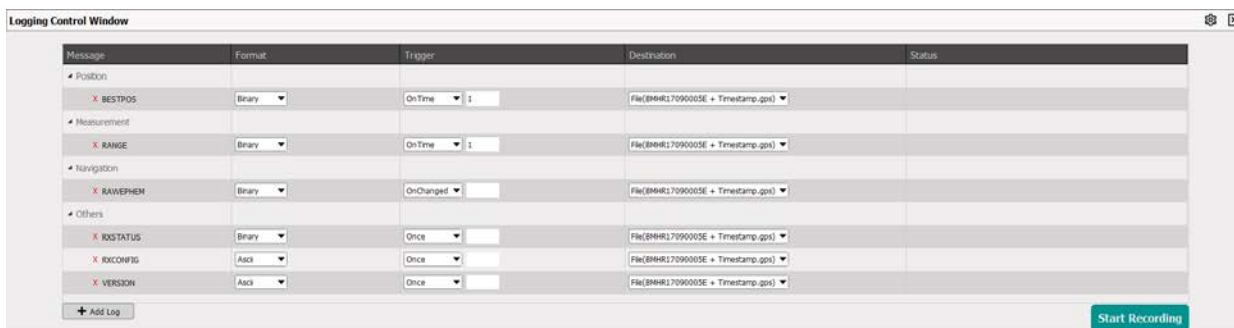 Logging Control Window
Message Format Trigger Destination Status
Position
X BESTPOS Binary OnTime 1 File(BMHR17090005E + Timestamp.gps)
Measurement
X RANGE Binary OnTime 1 File(BMHR17090005E + Timestamp.gps)
Navigation
X RAWEPHEM Binary OnChanged File(BMHR17090005E + Timestamp.gps)
Others
X RXSTATUS Binary Once File(BMHR17090005E + Timestamp.gps)
X RXCONFIG Ascii Once File(BMHR17090005E + Timestamp.gps)
X VERSION Ascii Once File(BMHR17090005E + Timestamp.gps)
+ Add Log
Start Recording